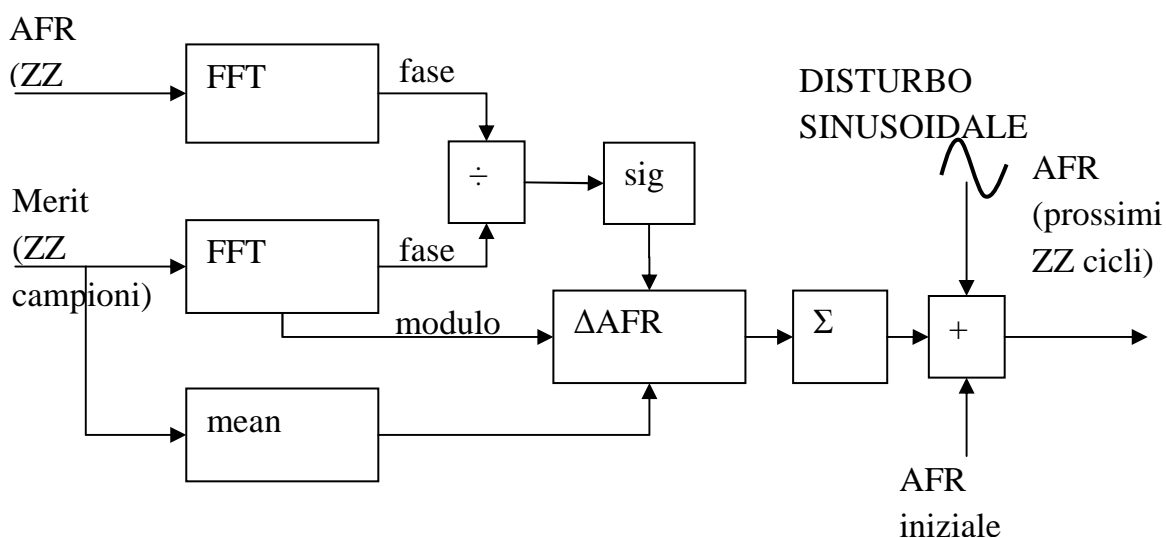 AFR
(ZZ
FFT
fase
÷
sig
DISTURBO
SINUSOIDALE
AFR
(prossimi
ZZ cicli)
Merit
(ZZ
campioni)
FFT
fase
modulo
ΔAFR
Σ
+
mean
AFR
iniziale